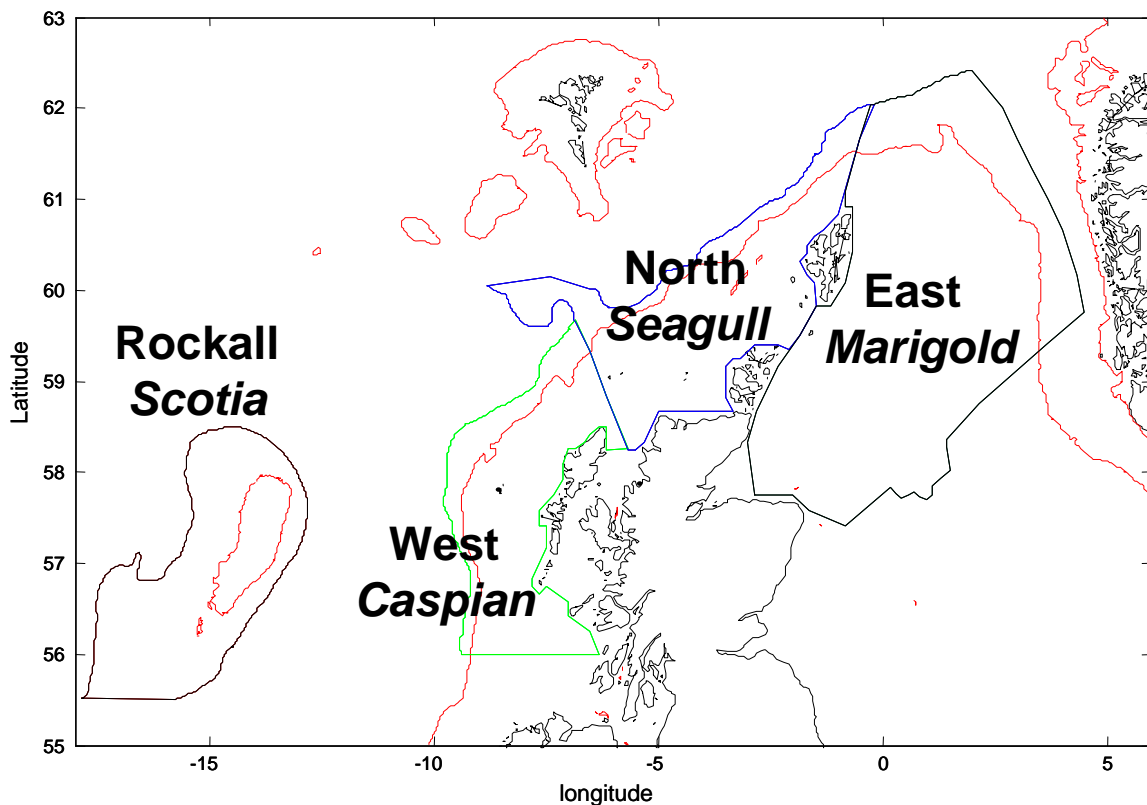 63
62
61
60
59
58
57
56
55
Latitude
North
Seagull
East
Marigold
Rockall
Scotia
West
Caspian
-15
-10
-5
0
5
longitude